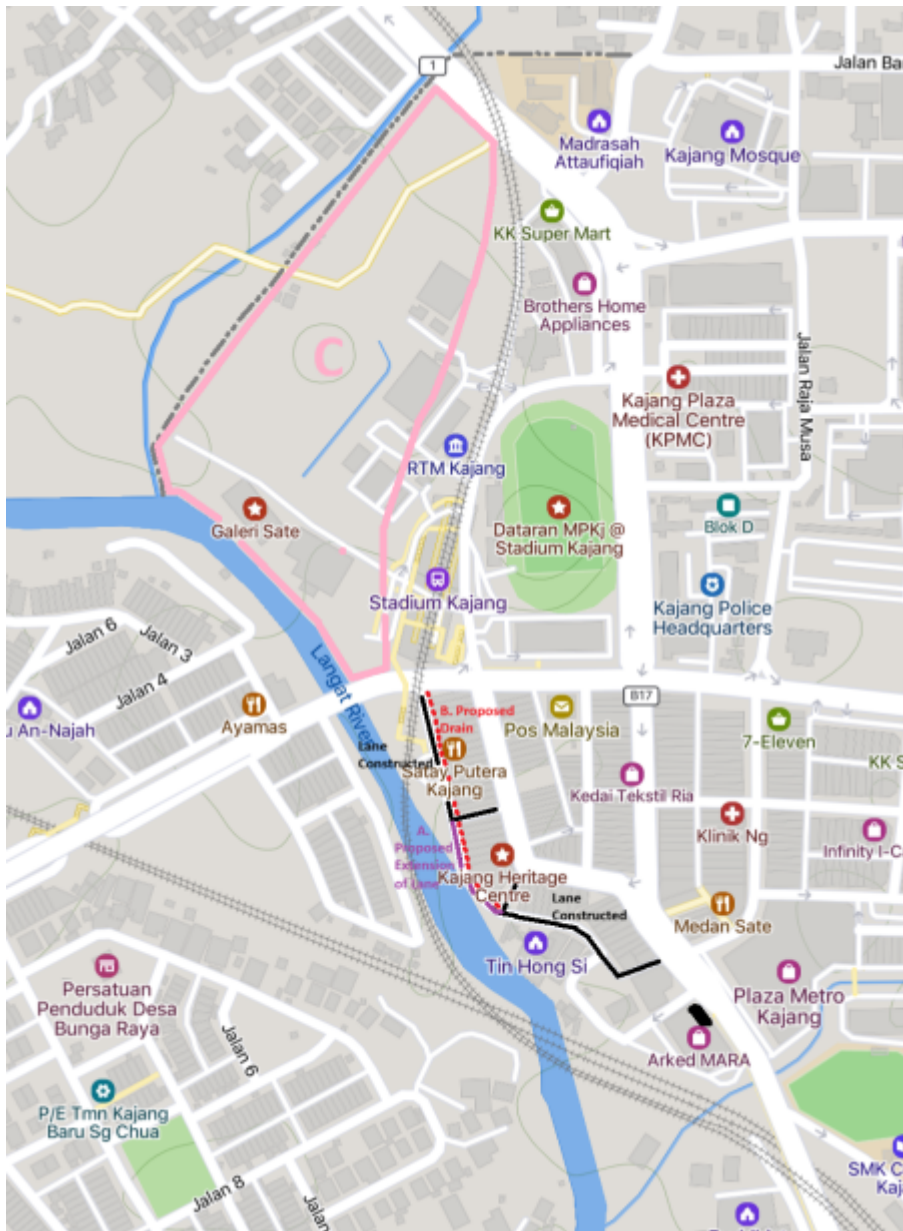 1
Jalan Ba
Madrasah
Attaufiqiah
Kajang Mosque
KK Super Mart
Brothers Home
Appliances
C
Jalan Raja Musa
Kajang Plaza
Medical Centre
(KPMC)
RTM Kajang
Galeri Sate
Dataran MPKj @
Stadium Kajang
Blok D
Stadium Kajang
Kajang Police
Headquarters
Jalan 6
Jalan 3
Jalan 4
Langat River
B17
u An-Najah
Ayamas
B. Proposed
Drain
Pos Malaysia
7-Eleven
Lane
Constructed
Satay Putera
Kajang
KK S
Kedai Tekstil Ria
A.
Proposed
Extension
of Lane
Klinik Ng
Infinity I-C
Kajang Heritage
Centre
Lane
Constructed
Medan Sate
Tin Hong Si
Persatuan
Penduduk Desa
Bunga Raya
Plaza Metro
Kajang
Jalan 6
Arked MARA
P/E Tmn Kajang
Baru Sg Chua
Jalan 8
SMK C
Kaj